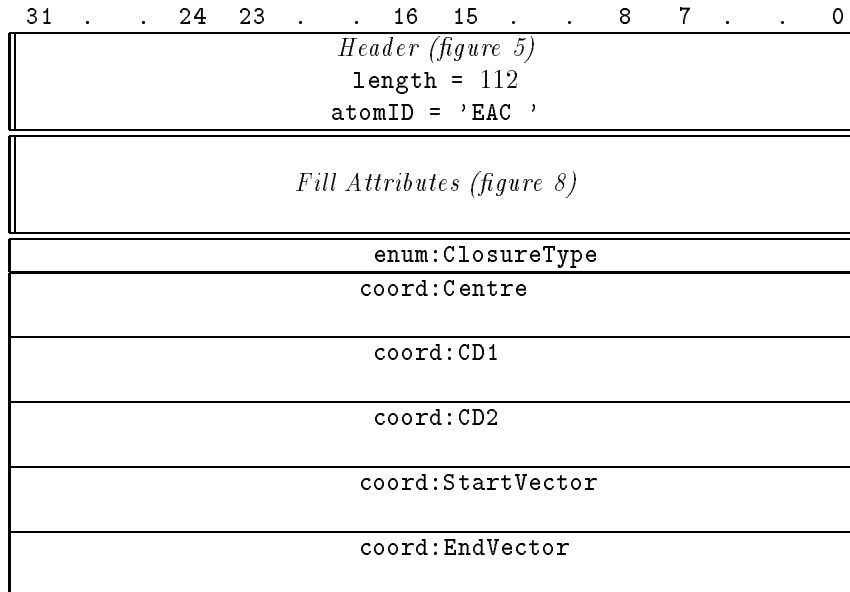 31 . . 24 23 . . 16 15 . . 8 7 . . 0
Header (figure 5)
length = 112
atomID = 'EAC '
Fill Attributes (figure 8)
enum:ClosureType
coord:Centre
coord:CD1
coord:CD2
coord:StartVector
coord:EndVector